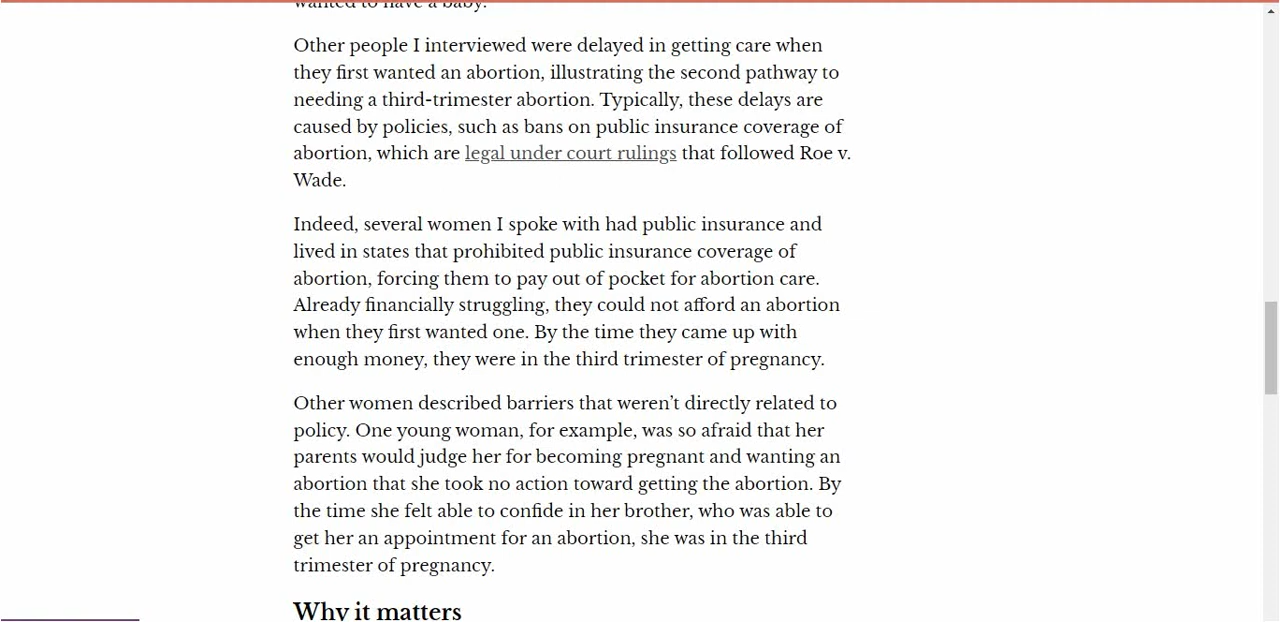 wanted to have a baby.
Other people I interviewed were delayed in getting care when
they first wanted an abortion, illustrating the second pathway to
needing a third-trimester abortion. Typically, these delays are
caused by policies, such as bans on public insurance coverage of
abortion, which are legal under court rulings that followed Roe v.
Wade.
Indeed, several women I spoke with had public insurance and
lived in states that prohibited public insurance coverage of
abortion, forcing them to pay out of pocket for abortion care.
Already financially struggling, they could not afford an abortion
when they first wanted one. By the time they came up with
enough money, they were in the third trimester of pregnancy.
Other women described barriers that weren’t directly related to
policy. One young woman, for example, was so afraid that her
parents would judge her for becoming pregnant and wanting an
abortion that she took no action toward getting the abortion. By
the time she felt able to confide in her brother, who was able to
get her an appointment for an abortion, she was in the third
trimester of pregnancy.
Why it matters